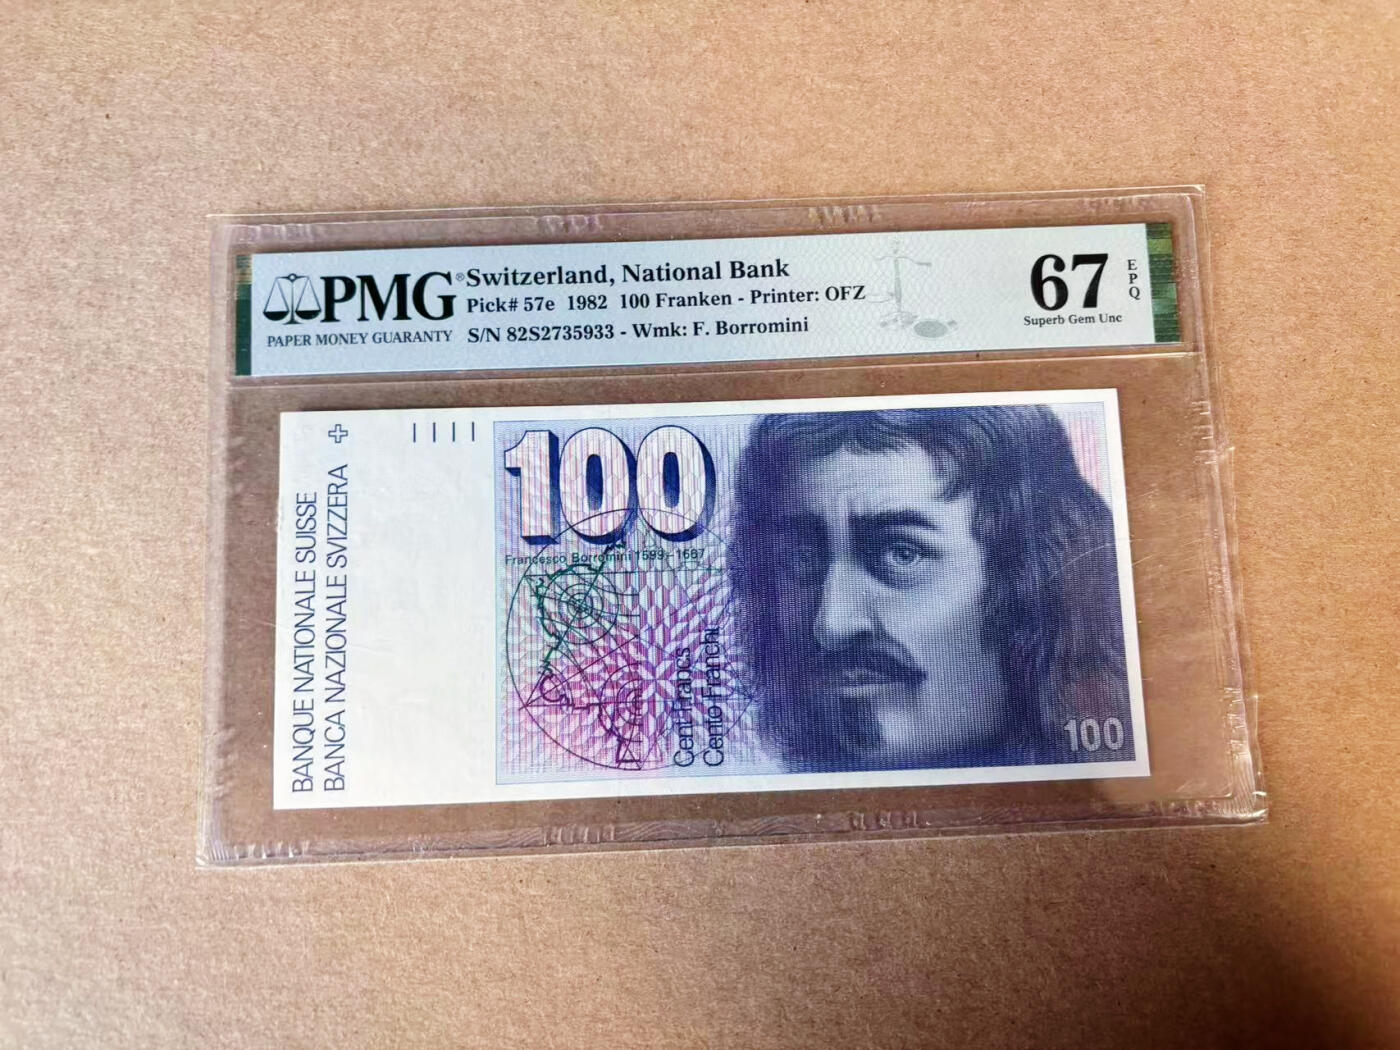 PMG®
PAPER MONEY GUARANTY
Switzerland, National Bank
Pick# 57e 1982 100 Franken - Printer: OFZ
S/N 82S2735933 - Wmk: F. Borromini
67
EPQ
Superb Gem Unc
BANQUE NATIONALE SUISSE
BANCA NAZIONALE SVIZZERA
100
Francesco Borromini 1599-1667
Cent Francs
Cento Franchi
100